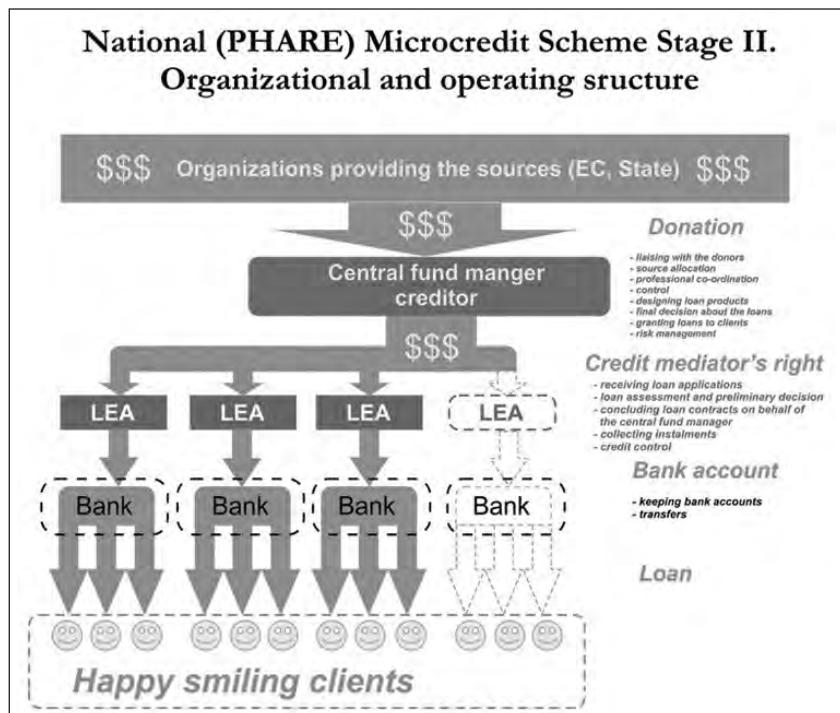 National (PHARE) Microcredit Scheme Stage II.
Organizational and operating sructure
$$$ Organizations providing the sources (EC, State) $$$
$$$
Donation
Central fund manger
creditor
- liaising with the donors
- source allocation
- professional co-ordination
- control
- designing loan products
- final decision about the loans
- granting loans to clients
- risk management
$$$
Credit mediator's right
- receiving loan applications
- loan assessment and preliminary decision
- concluding loan contracts on behalf of
the central fund manager
- collecting instalments
- credit control
LEA LEA LEA LEA
Bank account
- keeping bank accounts
- transfers
Bank Bank Bank Bank
Loan
Happy smiling clients